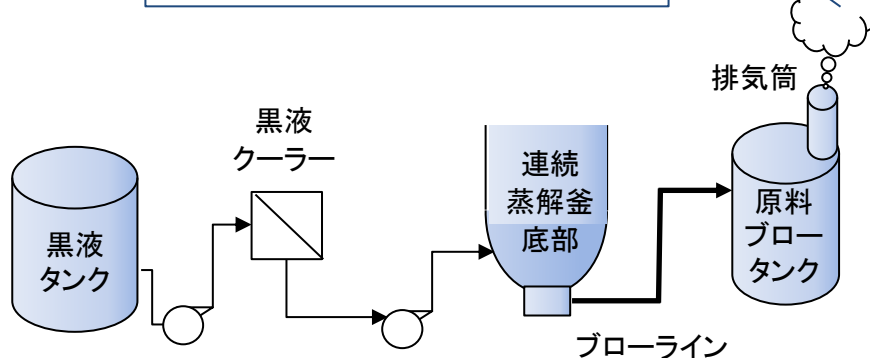 排気筒
黒液
クーラー
黒液
タンク
連続
蒸解釜
底部
原料
ブロー
タンク
ブローライン